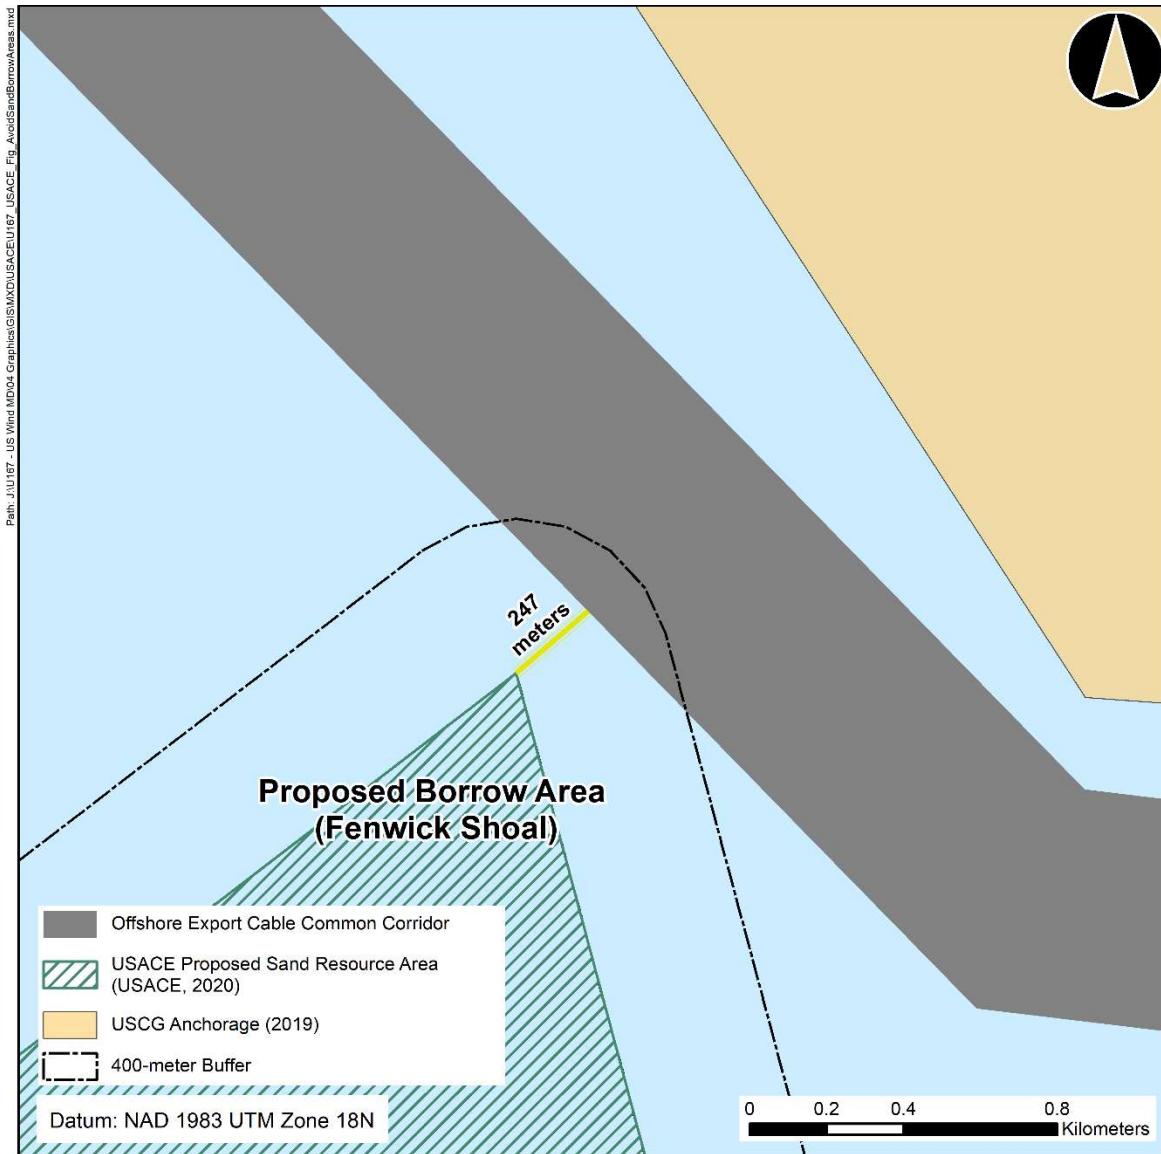 Path: J:\U167 - US Wind MD\04 Graphics\GIS\MXD\USACE\U167_USACE_Fig_AvoidSandBorrowAreas.mxd
247
meters
Proposed Borrow Area
(Fenwick Shoal)
Offshore Export Cable Common Corridor
USACE Proposed Sand Resource Area
(USACE, 2020)
USCG Anchorage (2019)
400-meter Buffer
Datum: NAD 1983 UTM Zone 18N
0 0.2 0.4 0.8
Kilometers